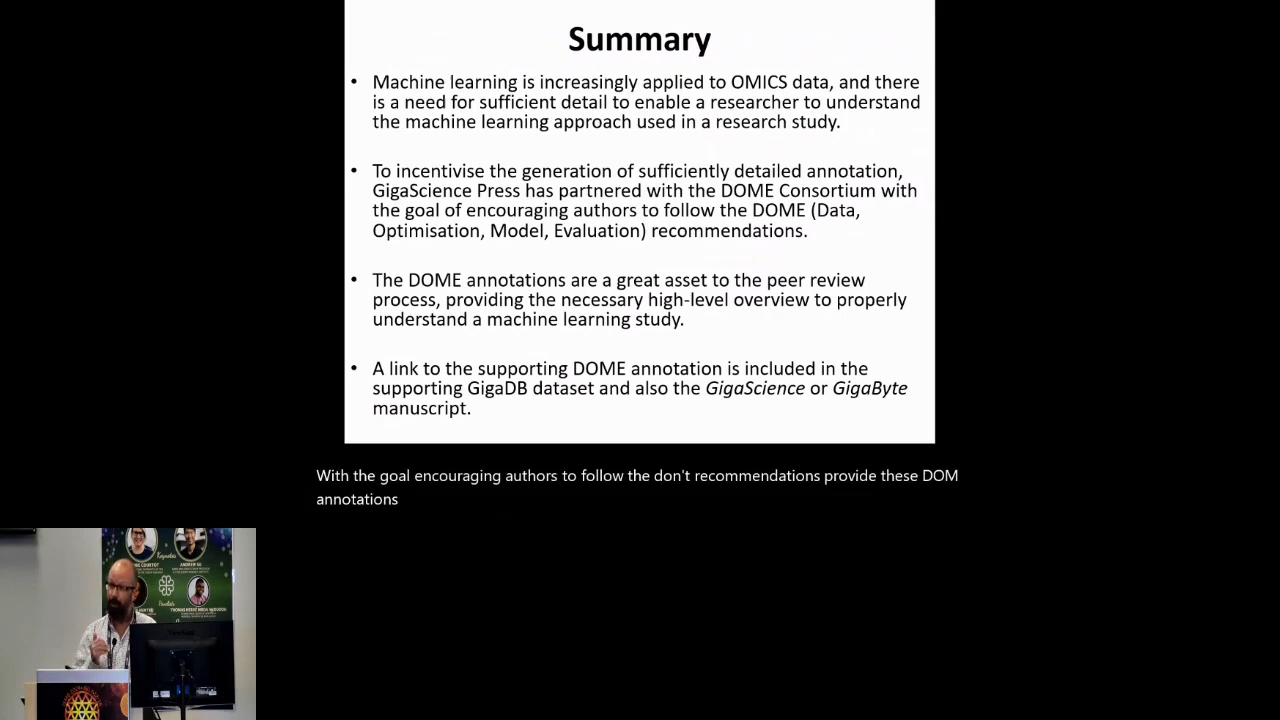 Summary
• Machine learning is increasingly applied to OMICS data, and there
is a need for sufficient detail to enable a researcher to understand
the machine learning approach used in a research study.
• To incentivise the generation of sufficiently detailed annotation,
GigaScience Press has partnered with the DOME Consortium with
the goal of encouraging authors to follow the DOME (Data,
Optimisation, Model, Evaluation) recommendations.
• The DOME annotations are a great asset to the peer review
process, providing the necessary high-level overview to properly
understand a machine learning study.
• A link to the supporting DOME annotation is included in the
supporting GigaDB dataset and also the GigaScience or GigaByte
manuscript.
With the goal encouraging authors to follow the don't recommendations provide these DOM
annotations
Keynotes
ANDREW SU
Panelists